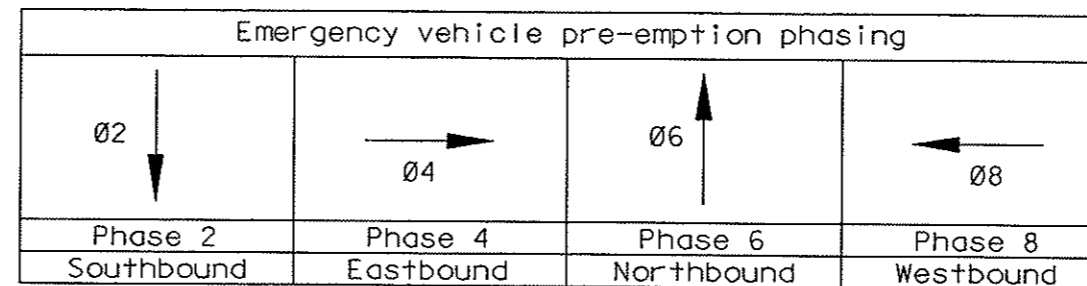 Emergency vehicle pre-emption phasing
Ø2 Ø4 Ø6 Ø8
Phase 2 Phase 4 Phase 6 Phase 8
Southbound Eastbound Northbound Westbound